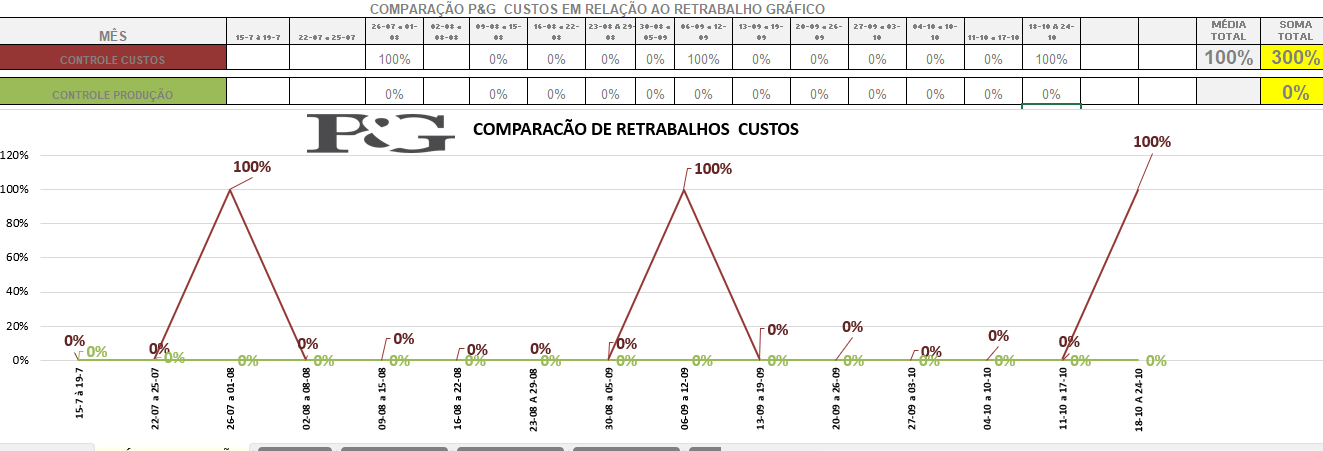 COMPARAÇÃO P&G CUSTOS EM RELAÇÃO AO RETRABALHO GRÁFICO
MÊS 15-7 à 19-7 22-07 a 25-07 26-07 a 01-08 02-08 a 08-08 09-08 a 15-08 16-08 a 22-08 23-08 A 29-08 30-08 a 05-09 06-09 a 12-09 13-09 a 19-09 20-09 a 26-09 27-09 a 03-10 04-10 a 10-10 11-10 a 17-10 18-10 A 24-10 MÉDIA TOTAL SOMA TOTAL
CONTROLE CUSTOS 100% 0% 0% 0% 0% 100% 0% 0% 0% 0% 0% 100% 100% 300%
CONTROLE PRODUÇÃO 0% 0% 0% 0% 0% 0% 0% 0% 0% 0% 0% 0% 0%
P&G COMPARACÃO DE RETRABALHOS CUSTOS
120%
100%
80%
60%
40%
20%
0%
0% 0% 100% 0% 0% 0% 0% 0% 100% 0% 0% 0% 0% 0% 100%
0% 0% 0% 0% 0% 0% 0% 0% 0% 0% 0% 0% 0% 0% 0%
15-7 à 19-7
22-07 a 25-07
26-07 a 01-08
02-08 a 08-08
09-08 a 15-08
16-08 a 22-08
23-08 A 29-08
30-08 a 05-09
06-09 a 12-09
13-09 a 19-09
20-09 a 26-09
27-09 a 03-10
04-10 a 10-10
11-10 a 17-10
18-10 A 24-10